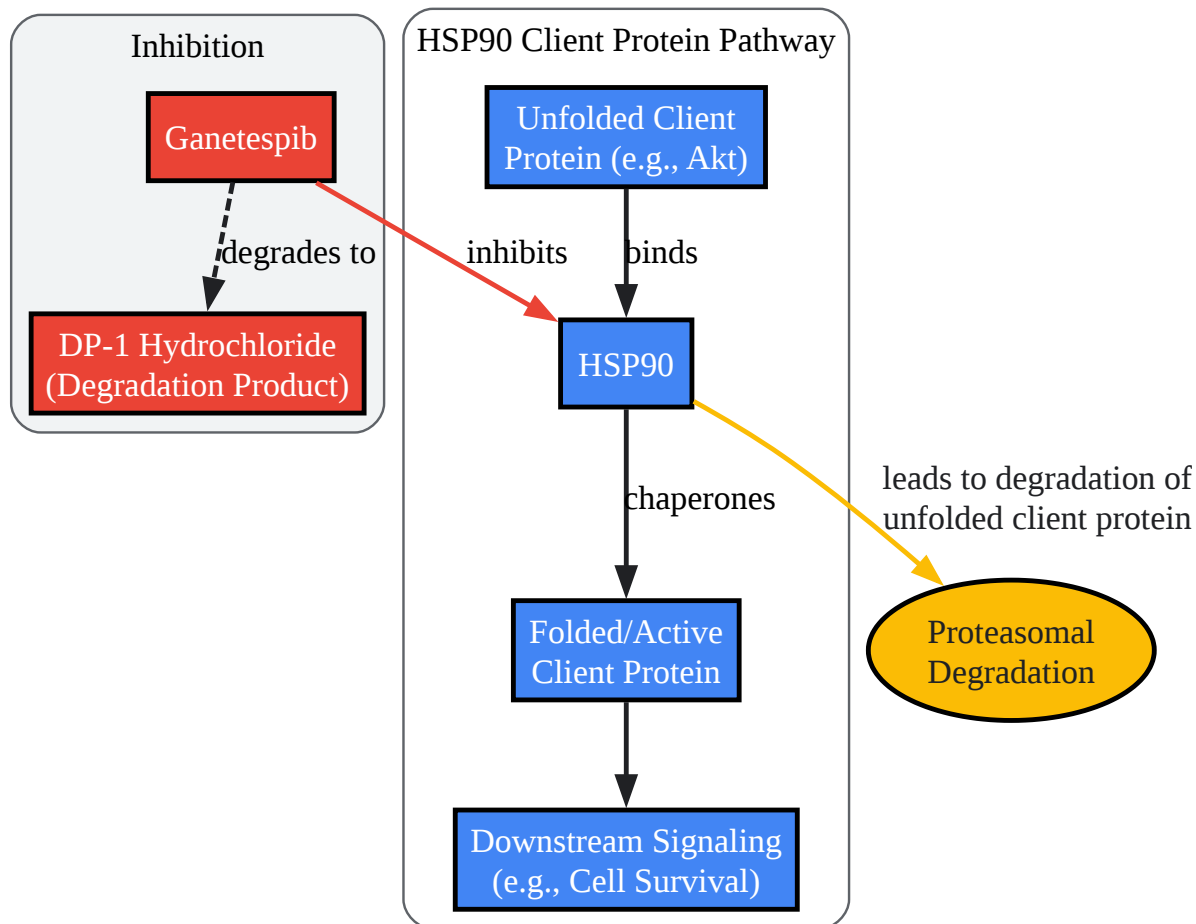 Inhibition
Ganetespib
degrades to
DP-1 Hydrochloride
(Degradation Product)
inhibits
HSP90 Client Protein Pathway
Unfolded Client
Protein (e.g., Akt)
binds
HSP90
chaperones
Folded/Active
Client Protein
Downstream Signaling
(e.g., Cell Survival)
leads to degradation of
unfolded client protein
Proteasomal
Degradation